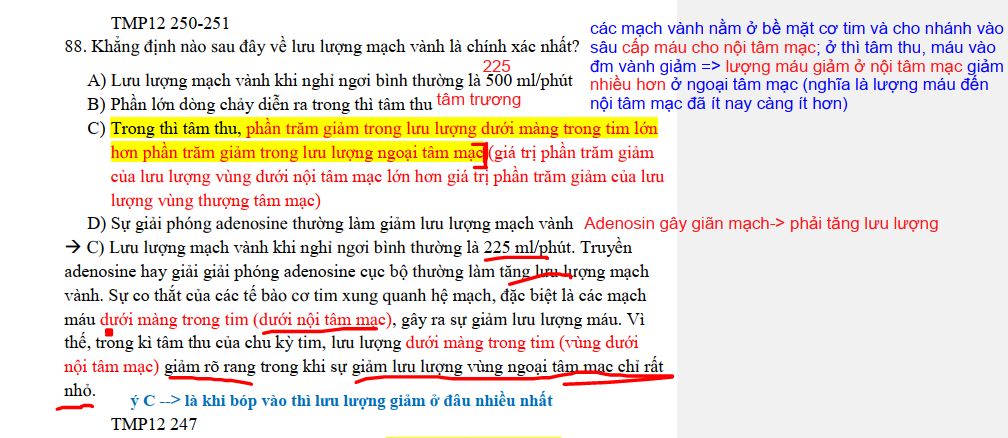 TMP12 250-251
88. Khẳng định nào sau đây về lưu lượng mạch vành là chính xác nhất?
225
A) Lưu lượng mạch vành khi nghỉ ngơi bình thường là 500 ml/phút
B) Phần lớn dòng chảy diễn ra trong thì tâm thu tâm trương
C) Trong thì tâm thu, phần trăm giảm trong lưu lượng dưới màng trong tim lớn
hơn phần trăm giảm trong lưu lượng ngoại tâm mạc (giá trị phần trăm giảm
của lưu lượng vùng dưới nội tâm mạc lớn hơn giá trị phần trăm giảm của lưu
lượng vùng thượng tâm mạc)
các mạch vành nằm ở bề mặt cơ tim và cho nhánh vào
sâu cấp máu cho nội tâm mạc; ở thì tâm thu, máu vào
đm vành giảm => lượng máu giảm ở nội tâm mạc giảm
nhiều hơn ở ngoại tâm mạc (nghĩa là lượng máu đến
nội tâm mạc đã ít nay càng ít hơn)
D) Sự giải phóng adenosine thường làm giảm lưu lượng mạch vành Adenosin gây giãn mạch-> phải tăng lưu lượng
→ C) Lưu lượng mạch vành khi nghỉ ngơi bình thường là 225 ml/phút. Truyền
adenosine hay giải giải phóng adenosine cục bộ thường làm tăng lưu lượng mạch
vành. Sự co thắt của các tế bào cơ tim xung quanh hệ mạch, đặc biệt là các mạch
máu dưới màng trong tim (dưới nội tâm mạc), gây ra sự giảm lưu lượng máu. Vì
thế, trong kì tâm thu của chu kỳ tim, lưu lượng dưới màng trong tim (vùng dưới
nội tâm mạc) giảm rõ rang trong khi sự giảm lưu lượng vùng ngoại tâm mạc chỉ rất
nhỏ.
ý C --> là khi bóp vào thì lưu lượng giảm ở đâu nhiều nhất
TMP12 247